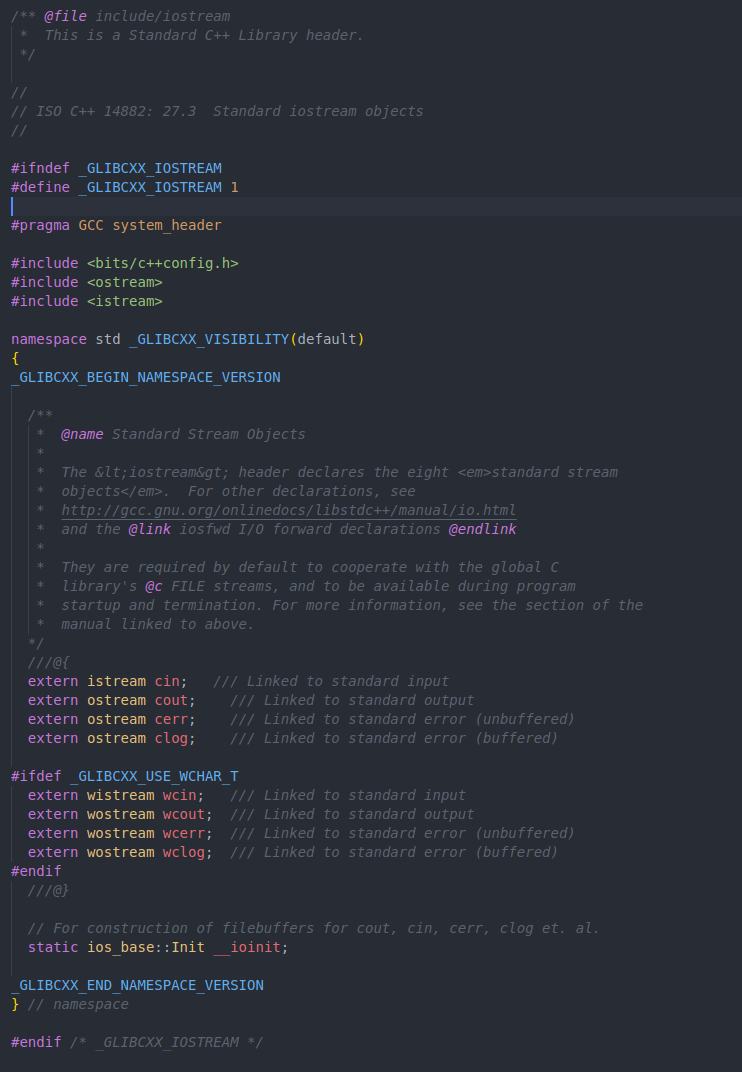 /** @file include/iostream
 *  This is a Standard C++ Library header.
 */

//
// ISO C++ 14882: 27.3  Standard iostream objects
//

#ifndef _GLIBCXX_IOSTREAM
#define _GLIBCXX_IOSTREAM 1

#pragma GCC system_header

#include <bits/c++config.h>
#include <ostream>
#include <istream>

namespace std _GLIBCXX_VISIBILITY(default)
{
_GLIBCXX_BEGIN_NAMESPACE_VERSION

  /**
   *  @name Standard Stream Objects
   *
   *  The &lt;iostream&gt; header declares the eight <em>standard stream
   *  objects</em>.  For other declarations, see
   *  http://gcc.gnu.org/onlinedocs/libstdc++/manual/io.html
   *  and the @link iosfwd I/O forward declarations @endlink
   *
   *  They are required by default to cooperate with the global C
   *  library's @c FILE streams, and to be available during program
   *  startup and termination. For more information, see the section of the
   *  manual linked to above.
  */
  ///@{
  extern istream cin;   /// Linked to standard input
  extern ostream cout;    /// Linked to standard output
  extern ostream cerr;    /// Linked to standard error (unbuffered)
  extern ostream clog;    /// Linked to standard error (buffered)

#ifdef _GLIBCXX_USE_WCHAR_T
  extern wistream wcin;   /// Linked to standard input
  extern wostream wcout;  /// Linked to standard output
  extern wostream wcerr;  /// Linked to standard error (unbuffered)
  extern wostream wclog;  /// Linked to standard error (buffered)
#endif
  ///@}

  // For construction of filebuffers for cout, cin, cerr, clog et. al.
  static ios_base::Init __ioinit;

_GLIBCXX_END_NAMESPACE_VERSION
} // namespace

#endif /* _GLIBCXX_IOSTREAM */